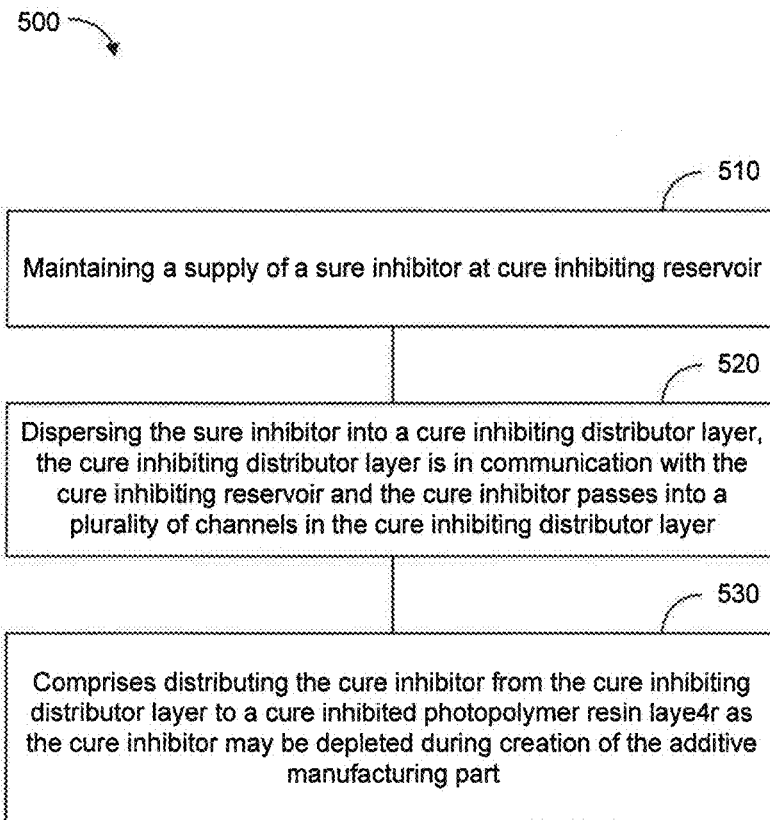 500
510
Maintaining a supply of a sure inhibitor at cure inhibiting reservoir
520
Dispersing the sure inhibitor into a cure inhibiting distributor layer,
the cure inhibiting distributor layer is in communication with the
cure inhibiting reservoir and the cure inhibitor passes into a
plurality of channels in the cure inhibiting distributor layer
530
Comprises distributing the cure inhibitor from the cure inhibiting
distributor layer to a cure inhibited photopolymer resin laye4r as
the cure inhibitor may be depleted during creation of the additive
manufacturing part